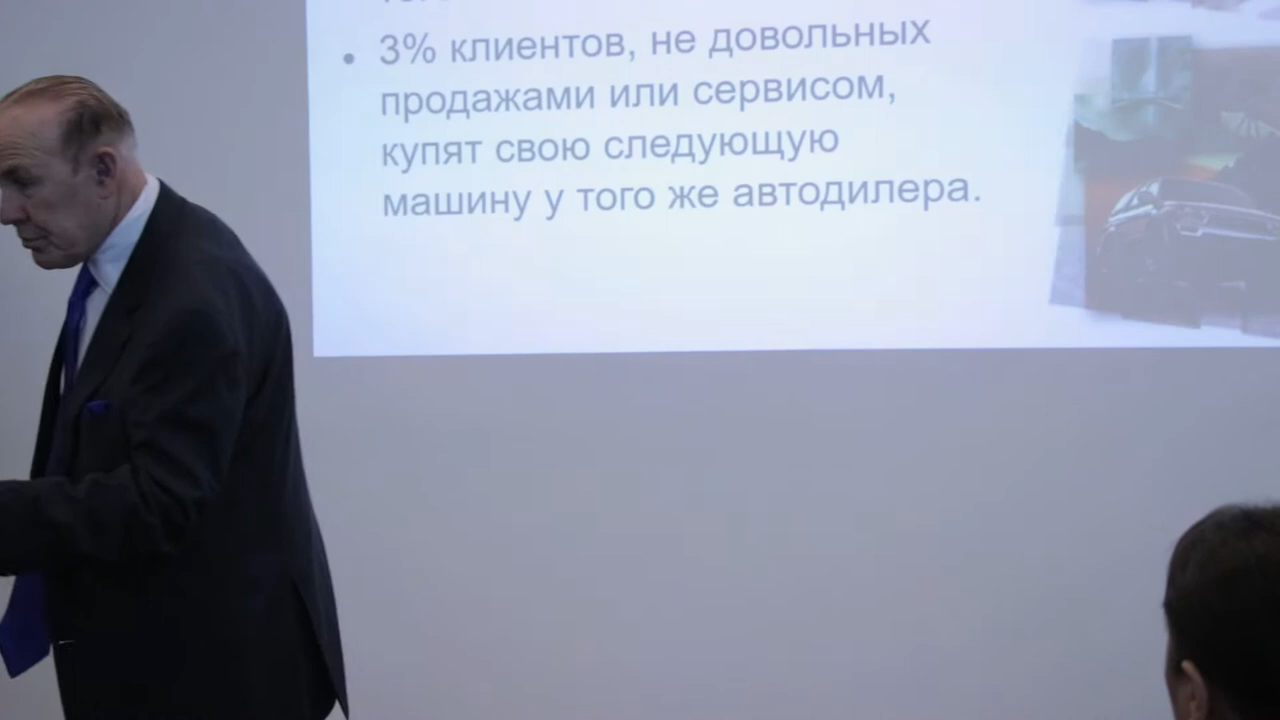 • 3% клиентов, не довольных
продажами или сервисом,
купят свою следующую
машину у того же автодилера.